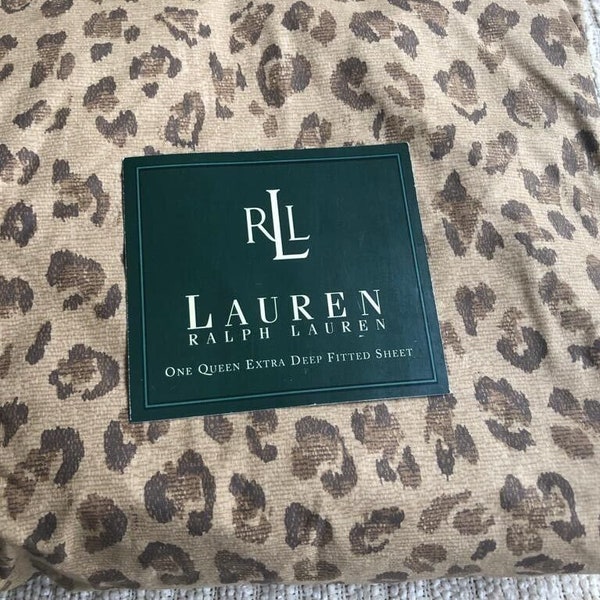 RLL
LAUREN
RALPH LAUREN
ONE QUEEN EXTRA DEEP FITTED SHEET